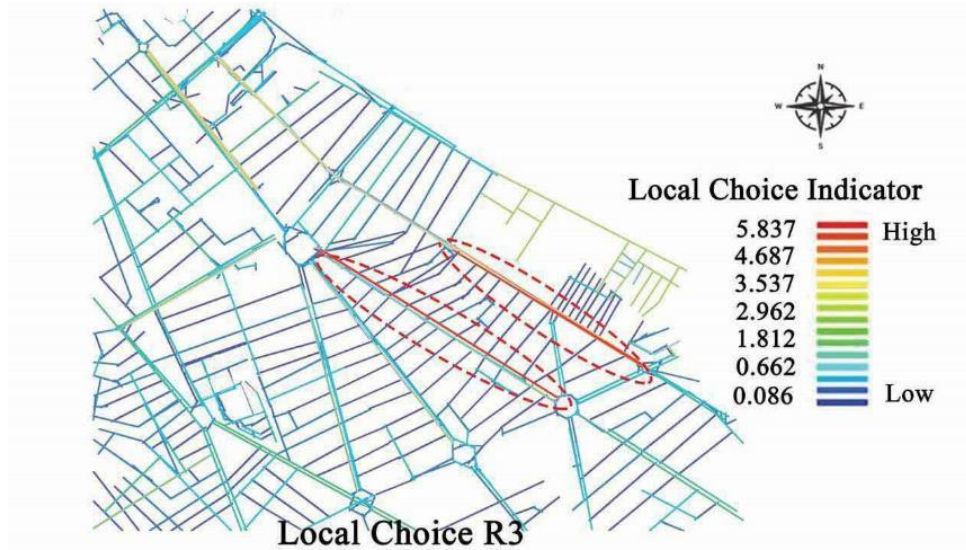 N
W E
S
Local Choice Indicator
5.837 High
4.687
3.537
2.962
1.812
0.662
0.086 Low
Local Choice R3